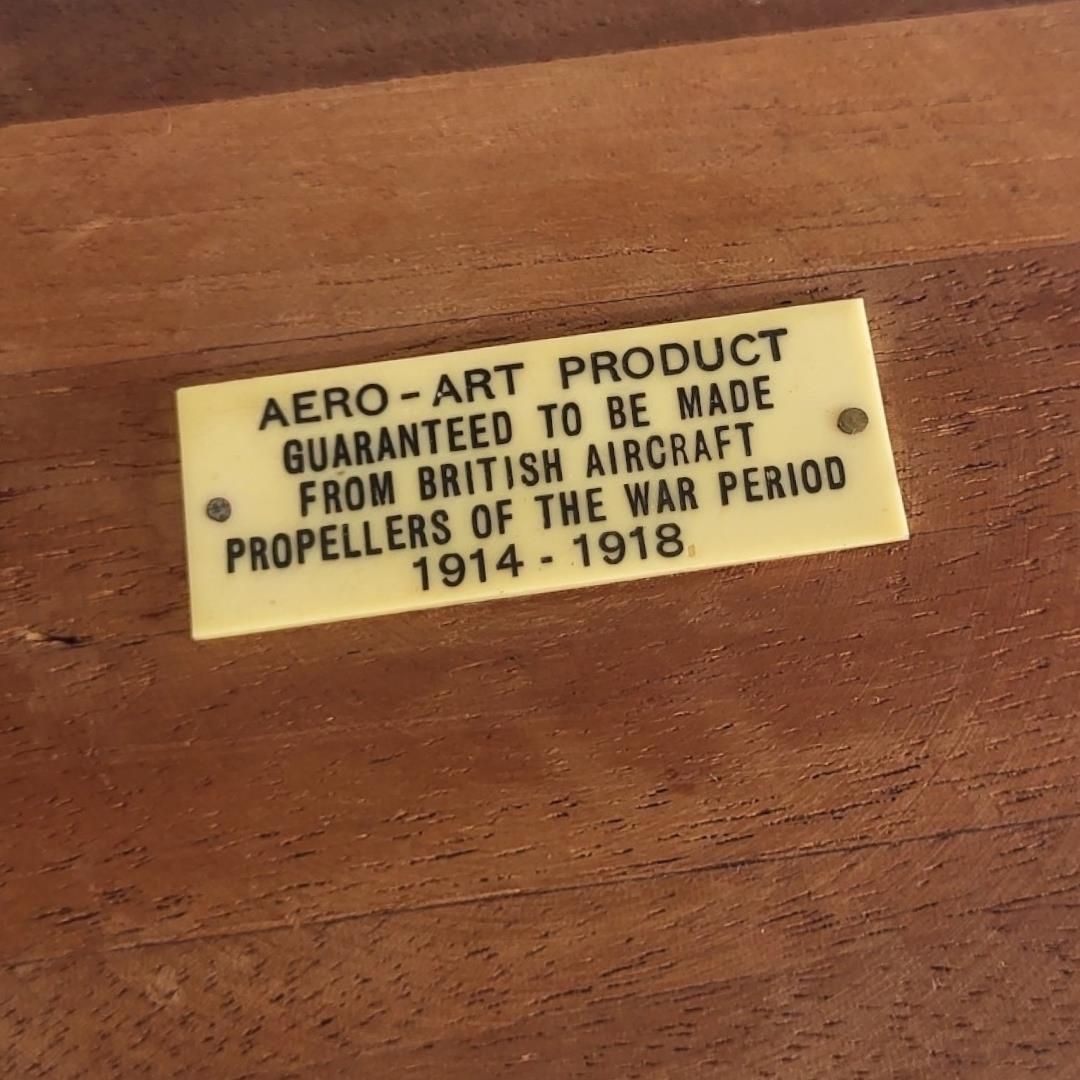 AERO-ART PRODUCT
GUARANTEED TO BE MADE
FROM BRITISH AIRCRAFT
PROPELLERS OF THE WAR PERIOD
1914-1918